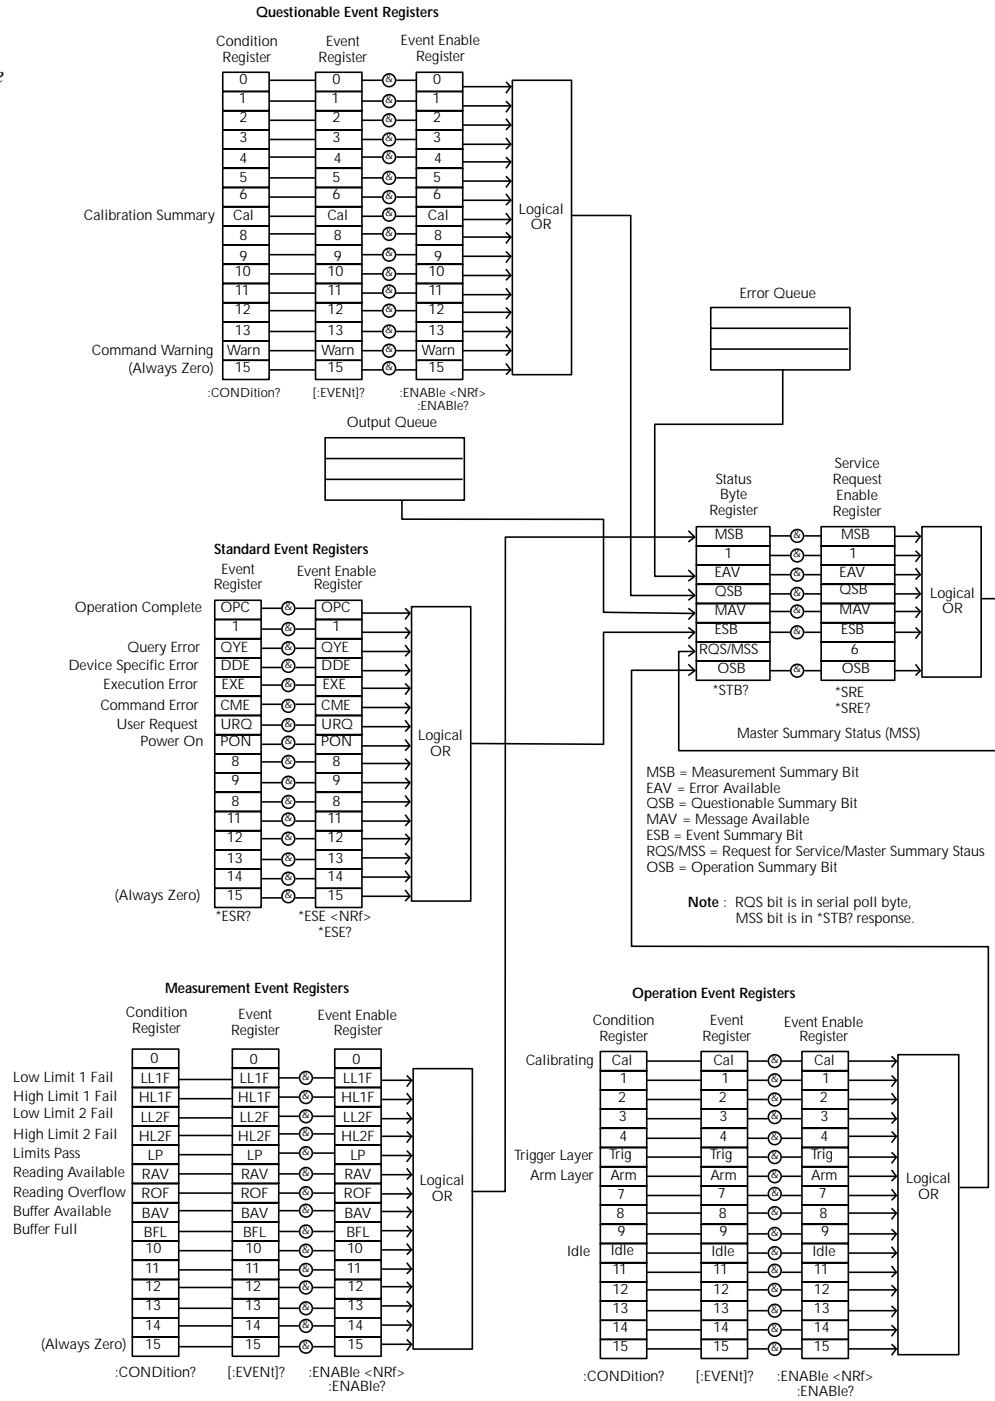 e
Questionable Event Registers
Condition Register
Event Register
Event Enable Register
0 0 & 0
1 1 & 1
2 2 & 2
3 3 & 3
4 4 & 4
5 5 & 5
6 6 & 6
Calibration Summary Cal Cal & Cal
8 8 & 8
9 9 & 9
10 10 & 10
11 11 & 11
12 12 & 12
13 13 & 13
Command Warning Warn Warn & Warn
(Always Zero) 15 15 & 15
Logical OR
:CONDition? [:EVENt]? :ENABle <NRf>
:ENABle?
Error Queue
Output Queue
Status Byte Register
Service Request Enable Register
MSB & MSB
1 & 1
EAV & EAV
QSB & QSB
MAV & MAV
ESB & ESB
RQS/MSS 6
OSB & OSB
Logical OR
*STB? *SRE
*SRE?
Master Summary Status (MSS)
MSB = Measurement Summary Bit
EAV = Error Available
QSB = Questionable Summary Bit
MAV = Message Available
ESB = Event Summary Bit
RQS/MSS = Request for Service/Master Summary Staus
OSB = Operation Summary Bit
Note : RQS bit is in serial poll byte,
MSS bit is in *STB? response.
Standard Event Registers
Event Register
Event Enable Register
Operation Complete OPC & OPC
1 & 1
Query Error QYE & QYE
Device Specific Error DDE & DDE
Execution Error EXE & EXE
Command Error CME & CME
User Request URQ & URQ
Power On PON & PON
8 & 8
9 & 9
8 & 8
11 & 11
12 & 12
13 & 13
14 & 14
(Always Zero) 15 & 15
Logical OR
*ESR? *ESE <NRf>
*ESE?
Measurement Event Registers
Condition Register
Event Register
Event Enable Register
0 0 0
Low Limit 1 Fail LL1F LL1F & LL1F
High Limit 1 Fail HL1F HL1F & HL1F
Low Limit 2 Fail LL2F LL2F & LL2F
High Limit 2 Fail HL2F HL2F & HL2F
Limits Pass LP LP & LP
Reading Available RAV RAV & RAV
Reading Overflow ROF ROF & ROF
Buffer Available BAV BAV & BAV
Buffer Full BFL BFL & BFL
10 10 & 10
11 11 & 11
12 12 & 12
13 13 & 13
14 14 & 14
(Always Zero) 15 15 & 15
Logical OR
:CONDition? [:EVENt]? :ENABle <NRf>
:ENABle?
Operation Event Registers
Condition Register
Event Register
Event Enable Register
Calibrating Cal Cal & Cal
1 1 & 1
2 2 & 2
3 3 & 3
4 4 & 4
Trigger Layer Trig Trig & Trig
Arm Layer Arm Arm & Arm
7 7 & 7
8 8 & 8
9 9 & 9
Idle Idle Idle & Idle
11 11 & 11
12 12 & 12
13 13 & 13
14 14 & 14
15 15 & 15
Logical OR
:CONDition? [:EVENt]? :ENABle <NRf>
:ENABle?